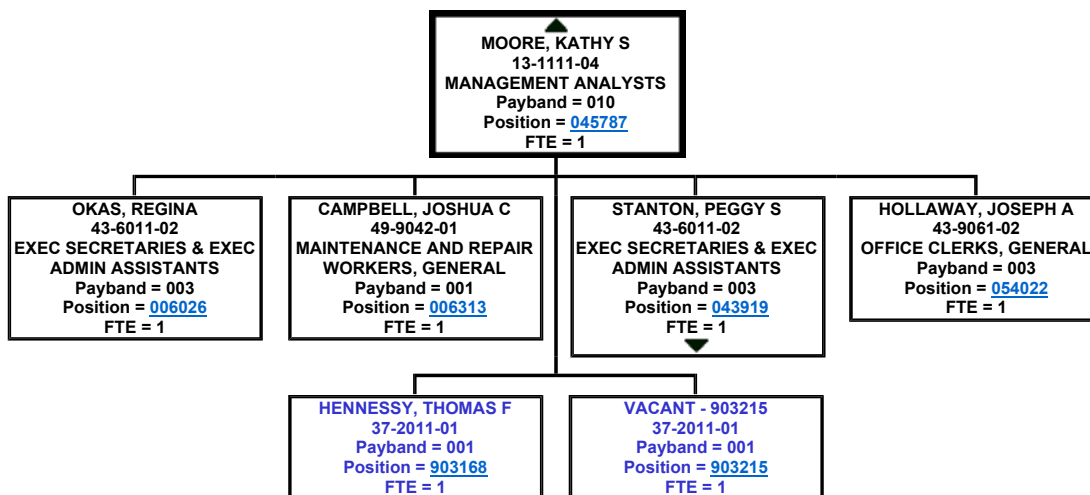 MOORE, KATHY S
13-1111-04
MANAGEMENT ANALYSTS
Payband = 010
Position = 045787
FTE = 1
OKAS, REGINA
43-6011-02
EXEC SECRETARIES & EXEC
ADMIN ASSISTANTS
Payband = 003
Position = 006026
FTE = 1
CAMPBELL, JOSHUA C
49-9042-01
MAINTENANCE AND REPAIR
WORKERS, GENERAL
Payband = 001
Position = 006313
FTE = 1
STANTON, PEGGY S
43-6011-02
EXEC SECRETARIES & EXEC
ADMIN ASSISTANTS
Payband = 003
Position = 043919
FTE = 1
HOLLAWAY, JOSEPH A
43-9061-02
OFFICE CLERKS, GENERAL
Payband = 003
Position = 054022
FTE = 1
HENNESSY, THOMAS F
37-2011-01
Payband = 001
Position = 903168
FTE = 1
VACANT - 903215
37-2011-01
Payband = 001
Position = 903215
FTE = 1